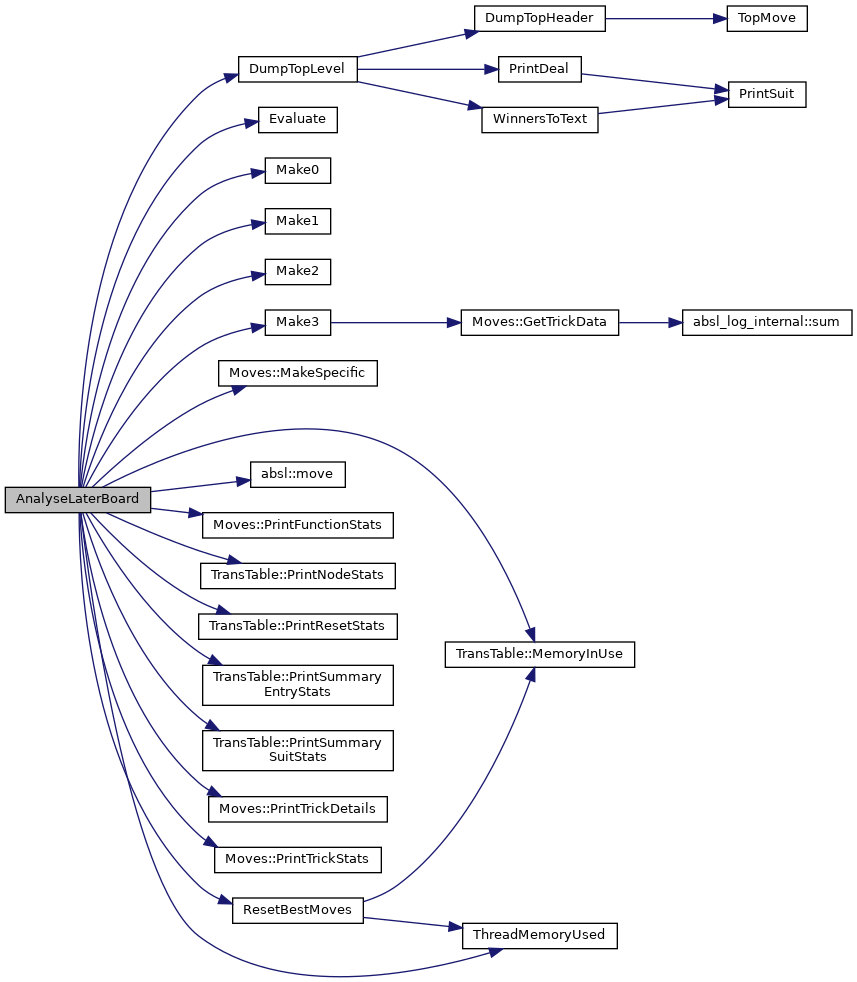 DumpTopHeader
TopMove
DumpTopLevel
PrintDeal
PrintSuit
WinnersToText
Evaluate
Make0
Make1
Make2
Make3
Moves::GetTrickData
absl_log_internal::sum
Moves::MakeSpecific
absl::move
AnalyseLaterBoard
Moves::PrintFunctionStats
TransTable::PrintNodeStats
TransTable::PrintResetStats
TransTable::MemoryInUse
TransTable::PrintSummary
EntryStats
TransTable::PrintSummary
SuitStats
Moves::PrintTrickDetails
Moves::PrintTrickStats
ResetBestMoves
ThreadMemoryUsed